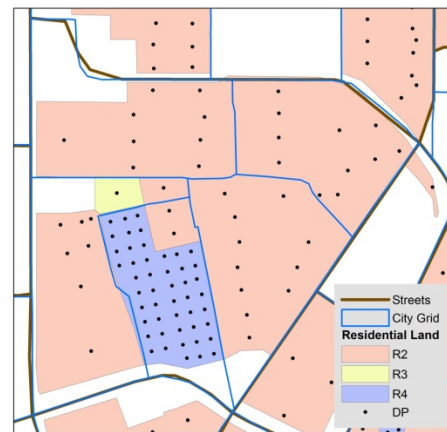 Streets
City Grid
Residential Land
R2
R3
R4
DP